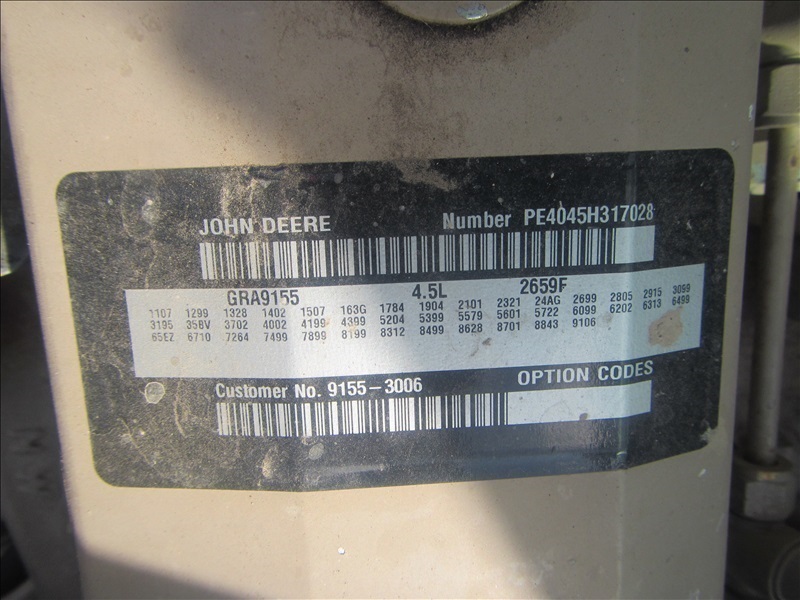 JOHN DEERE Number PE4045H317028
GRA9155 4.5L 2659F
1107 1299 1328 1402 1507 163G 1784 1904 2101 2321 24AG 2699 2805 2915 3099
3195 35BV 3702 4002 4199 4399 5204 5399 5579 5601 5722 6099 6202 6313 6499
65EZ 6710 7264 7499 7899 8199 8312 8499 8628 8701 8843 9106
Customer No. 9155-3006 OPTION CODES